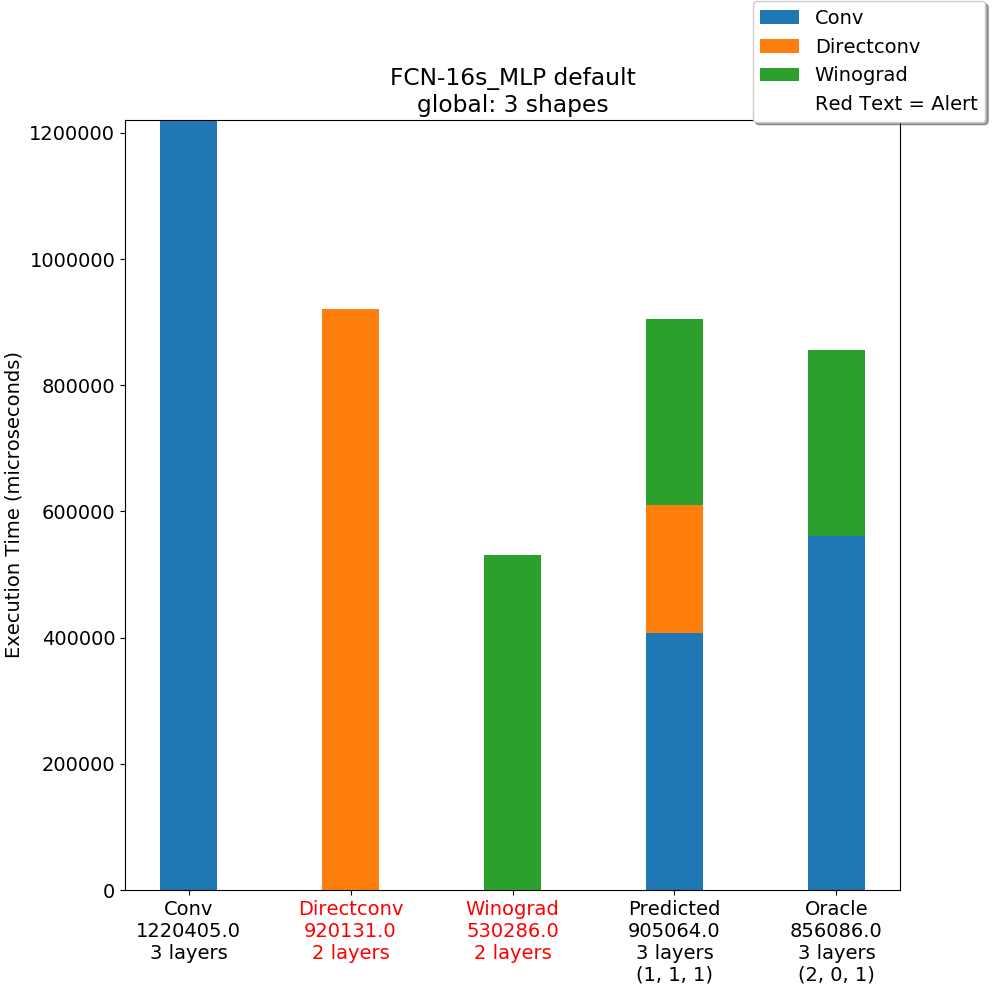 Conv
Directconv
Winograd
Red Text = Alert
FCN-16s_MLP default
global: 3 shapes
Execution Time (microseconds)
1200000
1000000
800000
600000
400000
200000
0
Conv
1220405.0
3 layers
Directconv
920131.0
2 layers
Winograd
530286.0
2 layers
Predicted
905064.0
3 layers
(1, 1, 1)
Oracle
856086.0
3 layers
(2, 0, 1)